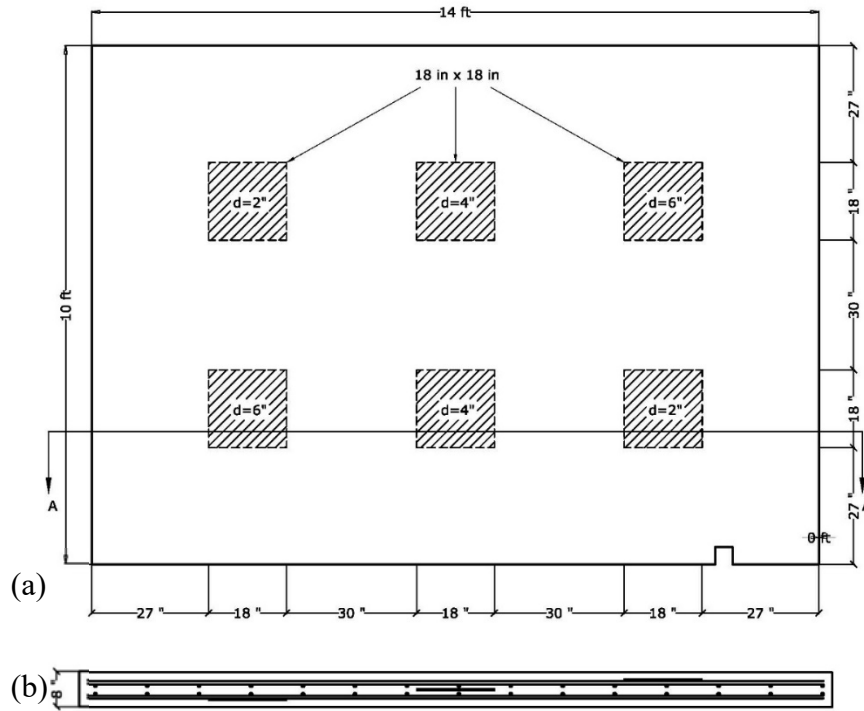 14 ft
18 in x 18 in
27 "
d=2"
d=4"
d=6"
18 "
10 ft
30 "
d=6"
d=4"
d=2"
18 "
A
27 "
0 ft
(a)
27 "
18 "
30 "
18 "
30 "
18 "
27 "
(b)
8 "